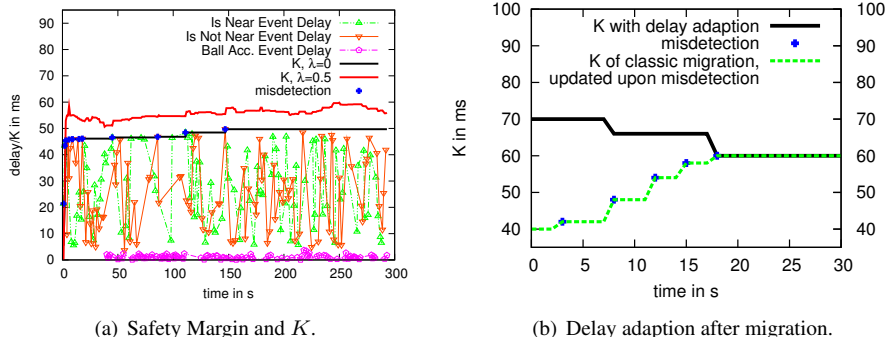 95
90
80
70
60
50
40
30
20
10
0
delay/K in ms
Is Near Event Delay
Is Not Near Event Delay
Ball Acc. Event Delay
K, λ=0
K, λ=0.5
misdetection
0 50 100 150 200 250 300
time in s
(a) Safety Margin and K.
100
90
80
70
60
50
40
K in ms
K with delay adaption
misdetection
K of classic migration,
updated upon misdetection
100
90
80
70
60
50
40
0 5 10 15 20 25 30
time in s
(b) Delay adaption after migration.